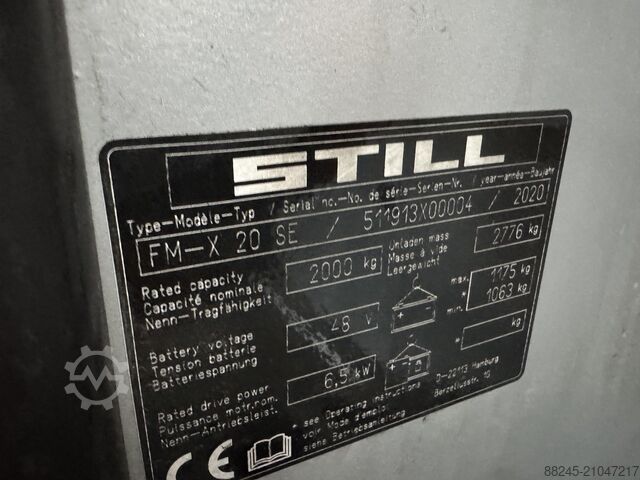 STILL
Type-Modèle-Typ / Serial no.-No. de série-Serien-Nr. / year-année-Baujahr
FM-X 20 SE / 511913X00004 / 2020
Rated capacity
Capacité nominale
Nenn-Tragfähigkeit
2000 kg
Unladen mass
Masse à vide
Leergewicht
2776 kg
Battery voltage
Tension batterie
Batteriespannung
48 V
max. 1175 kg
* min. 1063 kg
Rated drive power
Puissance motr.nom.
Nenn-Antriebsleist.
6,5 kW
* kg
* see Operating instructions
voir Mode d'emploi
siehe Betriebsanleitung
D-22113 Hamburg
Berzeliusstr. 10
CE
88245-21047217